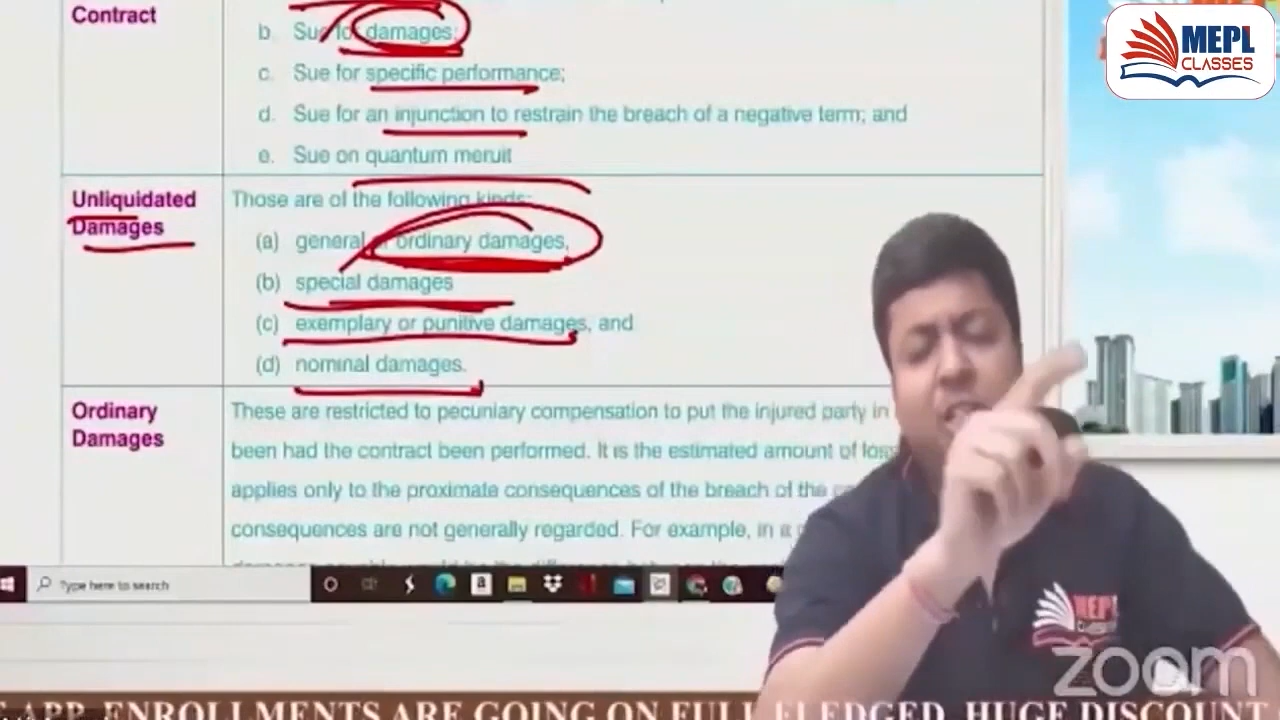 Contract
b. Sue for damages;
c. Sue for specific performance;
d. Sue for an injunction to restrain the breach of a negative term; and
e. Sue on quantum meruit
Unliquidated Damages
Those are of the following kinds:
(a) general or ordinary damages,
(b) special damages
(c) exemplary or punitive damages, and
(d) nominal damages.
Ordinary Damages
These are restricted to pecuniary compensation to put the injured party in
been had the contract been performed. It is the estimated amount of loss
applies only to the proximate consequences of the breach of the
consequences are not generally regarded. For example, in a
Type here to search
MEPL
CLASSES
MEPL
zoom
APP. ENROLLMENTS ARE GOING ON FULL FLEDGED. HUGE DISCOUNT